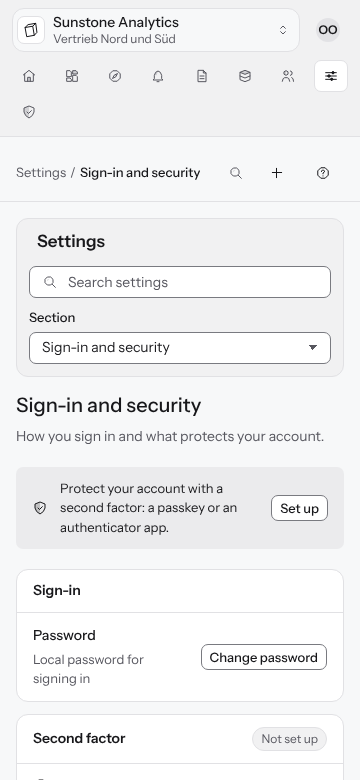 Sunstone Analytics
Vertrieb Nord und Süd
OO
Settings / Sign-in and security
Settings
Search settings
Section
Sign-in and security
Sign-in and security
How you sign in and what protects your account.
Protect your account with a
second factor: a passkey or an
authenticator app.
Set up
Sign-in
Password
Local password for
signing in
Change password
Second factor
Not set up